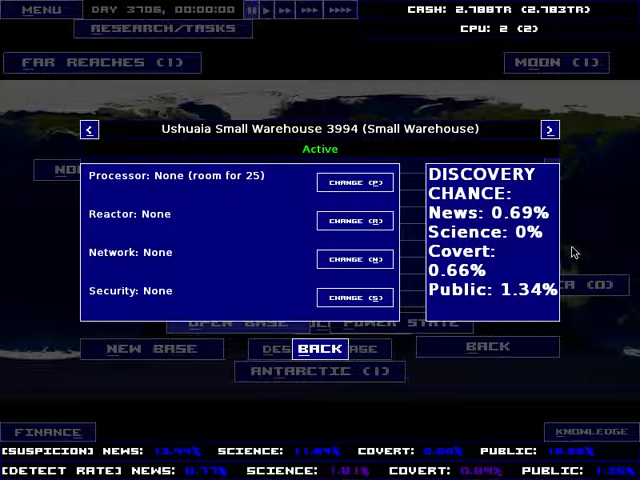 MENU DAY 3706, 00:00:00 CASH: 2.788TR (2.783TR)
RESEARCH/TASKS CPU: 2 (2)
FAR REACHES (1) MOON (1)
< Ushuaia Small Warehouse 3994 (Small Warehouse) >
Active
Processor: None (room for 25) CHANGE (P)
Reactor: None CHANGE (R)
Network: None CHANGE (N)
Security: None CHANGE (S)
DISCOVERY
CHANCE:
News: 0.69%
Science: 0%
Covert:
0.66%
Public: 1.34%
OPEN BASE POWER STATE
NEW BASE BACK BACK
ANTARCTIC (1)
FINANCE KNOWLEDGE
[SUSPICION] NEWS: SCIENCE: COVERT: PUBLIC:
[DETECT RATE] NEWS: SCIENCE: COVERT: PUBLIC: